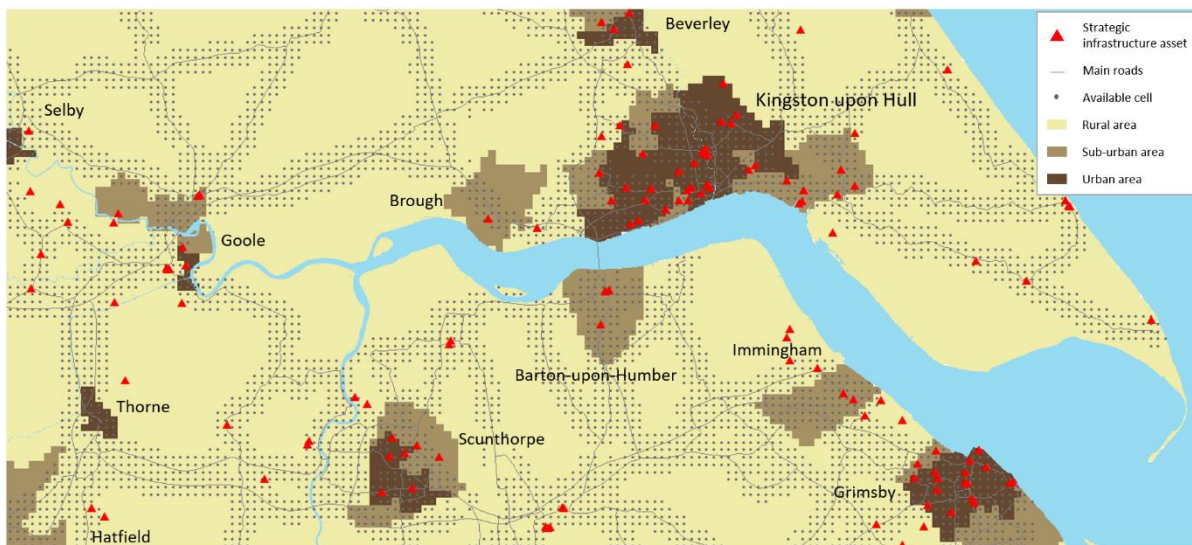 Beverley
Selby
Kingston upon Hull
Brough
Goole
Immingham
Barton-upon-Humber
Thorne
Scunthorpe
Grimsby
Hatfield
Strategic
infrastructure asset
Main roads
Available cell
Rural area
Sub-urban area
Urban area